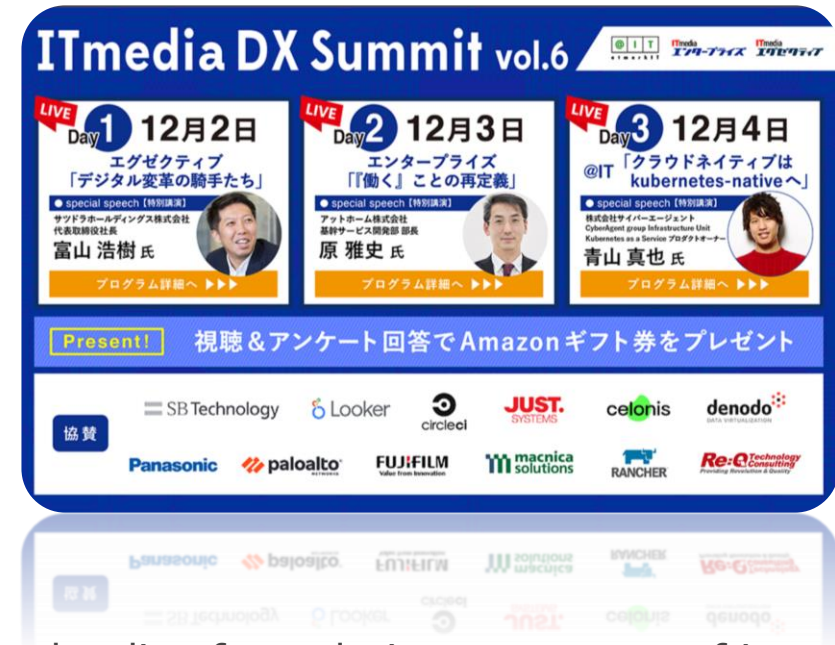 ITmedia DX Summit vol.6
@IT
atmarkIT
ITmedia
エンタープライズ
ITmedia
エグゼクティブ
LIVE
Day 1 12月2日
エグゼクティブ
「デジタル変革の騎手たち」
● special speech【特別講演】
サツドラホールディングス株式会社
代表取締役社長
富山 浩樹 氏
プログラム詳細へ ▶▶▶
LIVE
Day 2 12月3日
エンタープライズ
「『働く』ことの再定義」
● special speech【特別講演】
アットホーム株式会社
基幹サービス開発部 部長
原 雅史 氏
プログラム詳細へ ▶▶▶
LIVE
Day 3 12月4日
@IT「クラウドネイティブは
kubernetes-nativeへ」
● special speech【特別講演】
株式会社サイバーエージェント
CyberAgent group Infrastructure Unit
Kubernetes as a Service プロダクトオーナー
青山 真也 氏
プログラム詳細へ ▶▶▶
Present! 視聴&アンケート回答でAmazonギフト券をプレゼント
協賛
SB Technology
Looker
circleci
JUST.
SYSTEMS
celonis
denodo
DATA VIRTUALIZATION
Panasonic
paloalto
NETWORKS
FUJIFILM
Value from Innovation
macnica
solutions
RANCHER
Re:Q Technology
Consulting
Providing Revolution & Quality